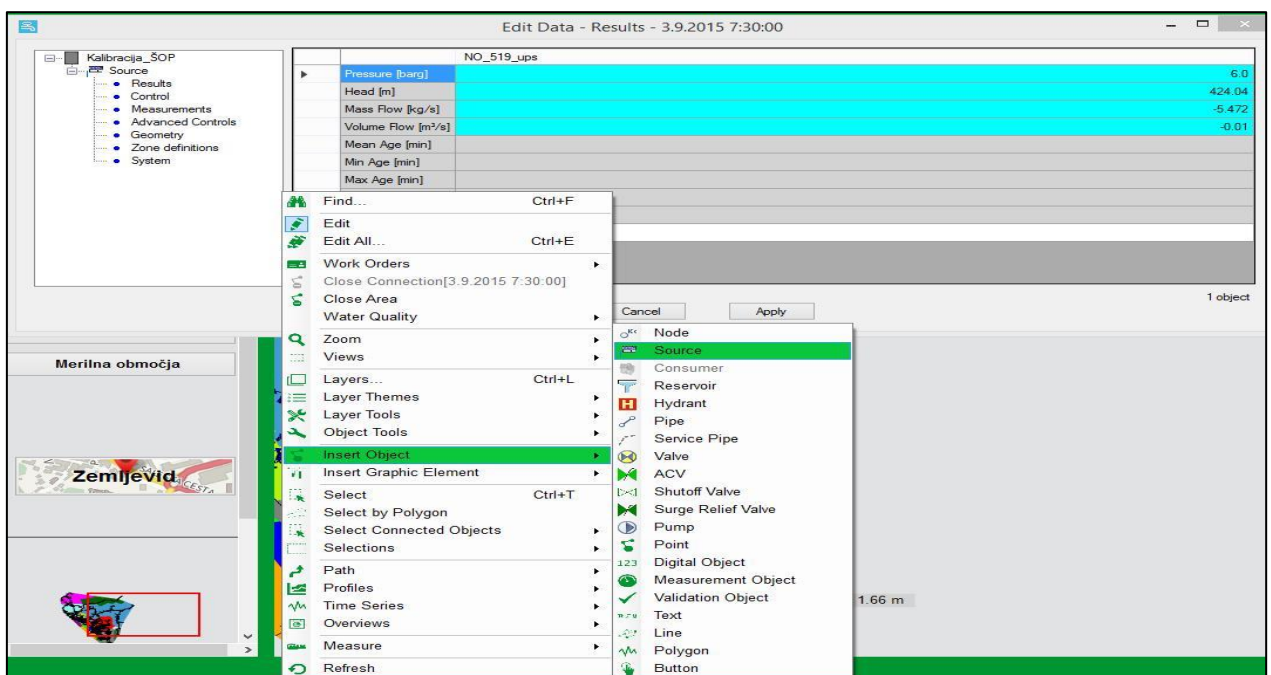 Edit Data - Results - 3.9.2015 7:30:00
Kalibracija_ŠOP
Source
Results
Control
Measurements
Advanced Controls
Geometry
Zone definitions
System
NO_519_ups
Pressure [barg] 6.0
Head [m] 424.04
Mass Flow [kg/s] -5.472
Volume Flow [m³/s] -0.01
Mean Age [min]
Min Age [min]
Max Age [min]
1 object
Cancel Apply
Find... Ctrl+F
Edit
Edit All... Ctrl+E
Work Orders
Close Connection[3.9.2015 7:30:00]
Close Area
Water Quality
Zoom
Views
Layers... Ctrl+L
Layer Themes
Layer Tools
Object Tools
Insert Object
Insert Graphic Element
Select Ctrl+T
Select by Polygon
Select Connected Objects
Selections
Path
Profiles
Time Series
Overviews
Measure
Refresh
Node
Source
Consumer
Reservoir
H Hydrant
Pipe
Service Pipe
Valve
ACV
Shutoff Valve
Surge Relief Valve
Pump
Point
123 Digital Object
Measurement Object
Validation Object
Text
Line
Polygon
Button
Merilna območja
Zemljevid
1.66 m